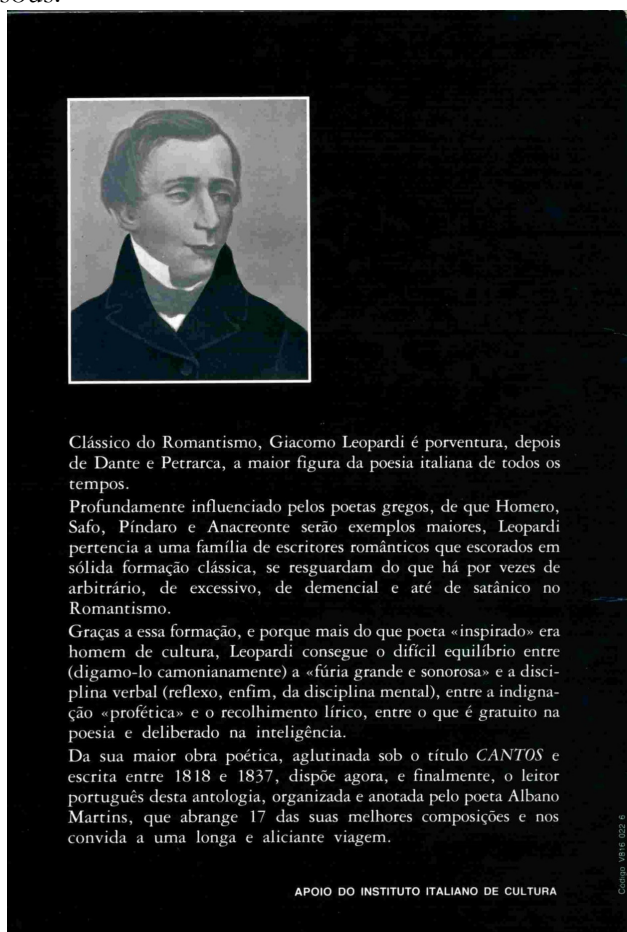 Clássico do Romantismo, Giacomo Leopardi é porventura, depois
de Dante e Petrarca, a maior figura da poesia italiana de todos os
tempos.
Profundamente influenciado pelos poetas gregos, de que Homero,
Safo, Píndaro e Anacreonte serão exemplos maiores, Leopardi
pertencia a uma família de escritores românticos que escorados em
sólida formação clássica, se resguardam do que há por vezes de
arbitrário, de excessivo, de demencial e até de satânico no
Romantismo.
Graças a essa formação, e porque mais do que poeta «inspirado» era
homem de cultura, Leopardi consegue o difícil equilíbrio entre
(digamo-lo camonianamente) a «fúria grande e sonorosa» e a disci-
plina verbal (reflexo, enfim, da disciplina mental), entre a indigna-
ção «profética» e o recolhimento lírico, entre o que é gratuito na
poesia e deliberado na inteligência.
Da sua maior obra poética, aglutinada sob o título CANTOS e
escrita entre 1818 e 1837, dispõe agora, e finalmente, o leitor
português desta antologia, organizada e anotada pelo poeta Albano
Martins, que abrange 17 das suas melhores composições e nos
convida a uma longa e aliciante viagem.
APOIO DO INSTITUTO ITALIANO DE CULTURA
Código V816 022 6